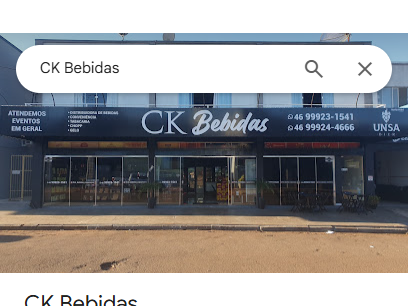 CK Bebidas
ATENDEMOS
EVENTOS
EM GERAL
• DISTRIBUIDORA DE BEBIDAS
• CONVENIÊNCIA
• TABACARIA
• CHOPP
• GELO
CK Bebidas
46 99923-1541
46 99924-4666
UNSA
CK Bebidas